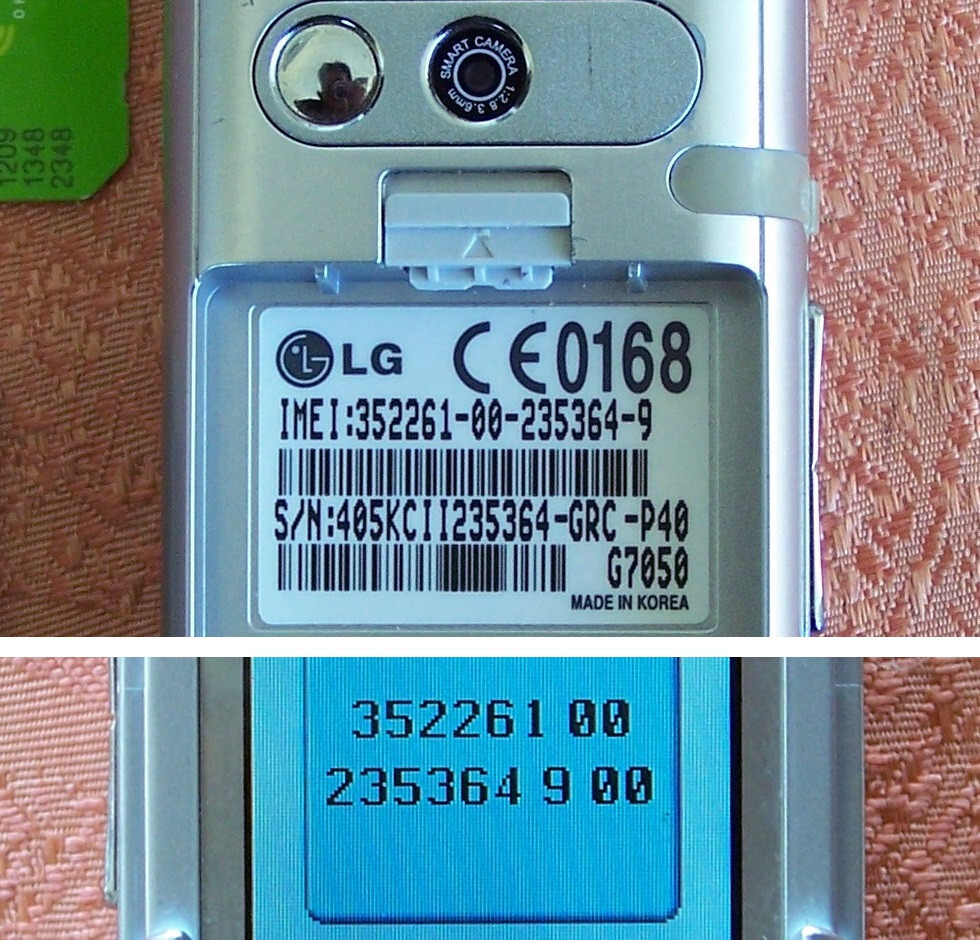 1209
1348
2348
SMART CAMERA
1:2.8 3.6mm
LG CE0168
IMEI:352261-00-235364-9
S/N:405KCII235364-GRC-P40
G7050
MADE IN KOREA
352261 00
235364 9 00